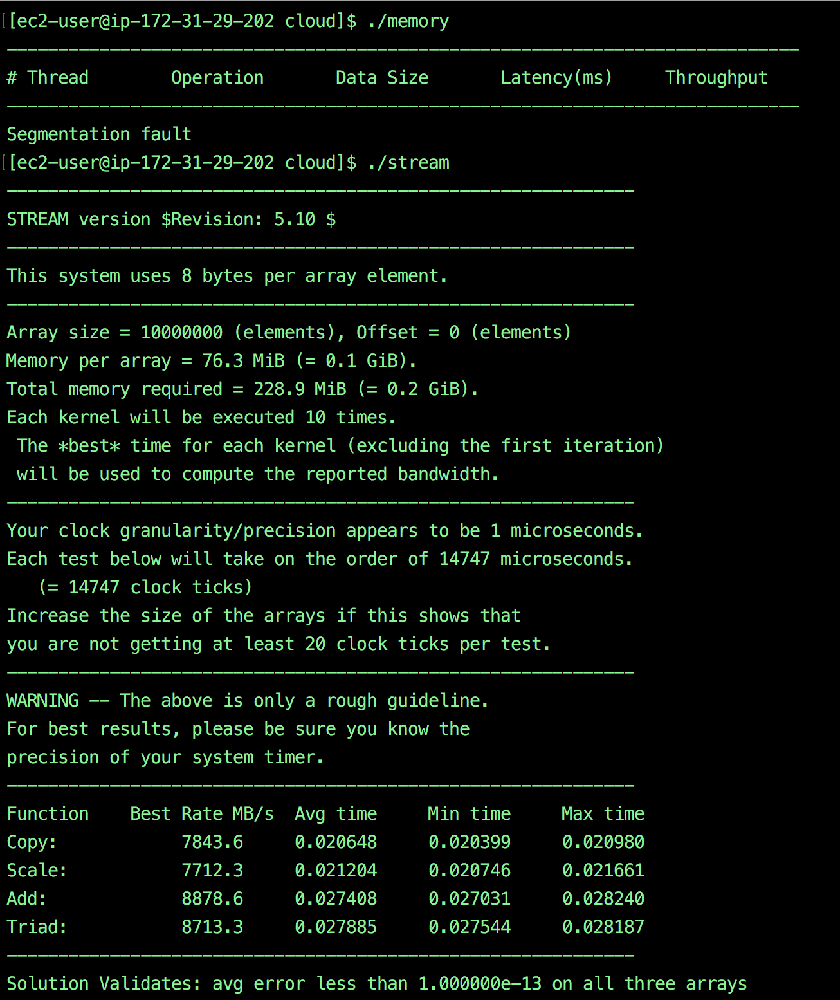 [[ec2-user@ip-172-31-29-202 cloud]$ ./memory
-----------------------------------------------------------------------------
# Thread        Operation       Data Size       Latency(ms)     Throughput
-----------------------------------------------------------------------------
Segmentation fault
[[ec2-user@ip-172-31-29-202 cloud]$ ./stream
-------------------------------------------------------------
STREAM version $Revision: 5.10 $
-------------------------------------------------------------
This system uses 8 bytes per array element.
-------------------------------------------------------------
Array size = 10000000 (elements), Offset = 0 (elements)
Memory per array = 76.3 MiB (= 0.1 GiB).
Total memory required = 228.9 MiB (= 0.2 GiB).
Each kernel will be executed 10 times.
 The *best* time for each kernel (excluding the first iteration)
 will be used to compute the reported bandwidth.
-------------------------------------------------------------
Your clock granularity/precision appears to be 1 microseconds.
Each test below will take on the order of 14747 microseconds.
   (= 14747 clock ticks)
Increase the size of the arrays if this shows that
you are not getting at least 20 clock ticks per test.
-------------------------------------------------------------
WARNING -- The above is only a rough guideline.
For best results, please be sure you know the
precision of your system timer.
-------------------------------------------------------------
Function    Best Rate MB/s  Avg time     Min time     Max time
Copy:            7843.6     0.020648     0.020399     0.020980
Scale:           7712.3     0.021204     0.020746     0.021661
Add:             8878.6     0.027408     0.027031     0.028240
Triad:           8713.3     0.027885     0.027544     0.028187
-------------------------------------------------------------
Solution Validates: avg error less than 1.000000e-13 on all three arrays